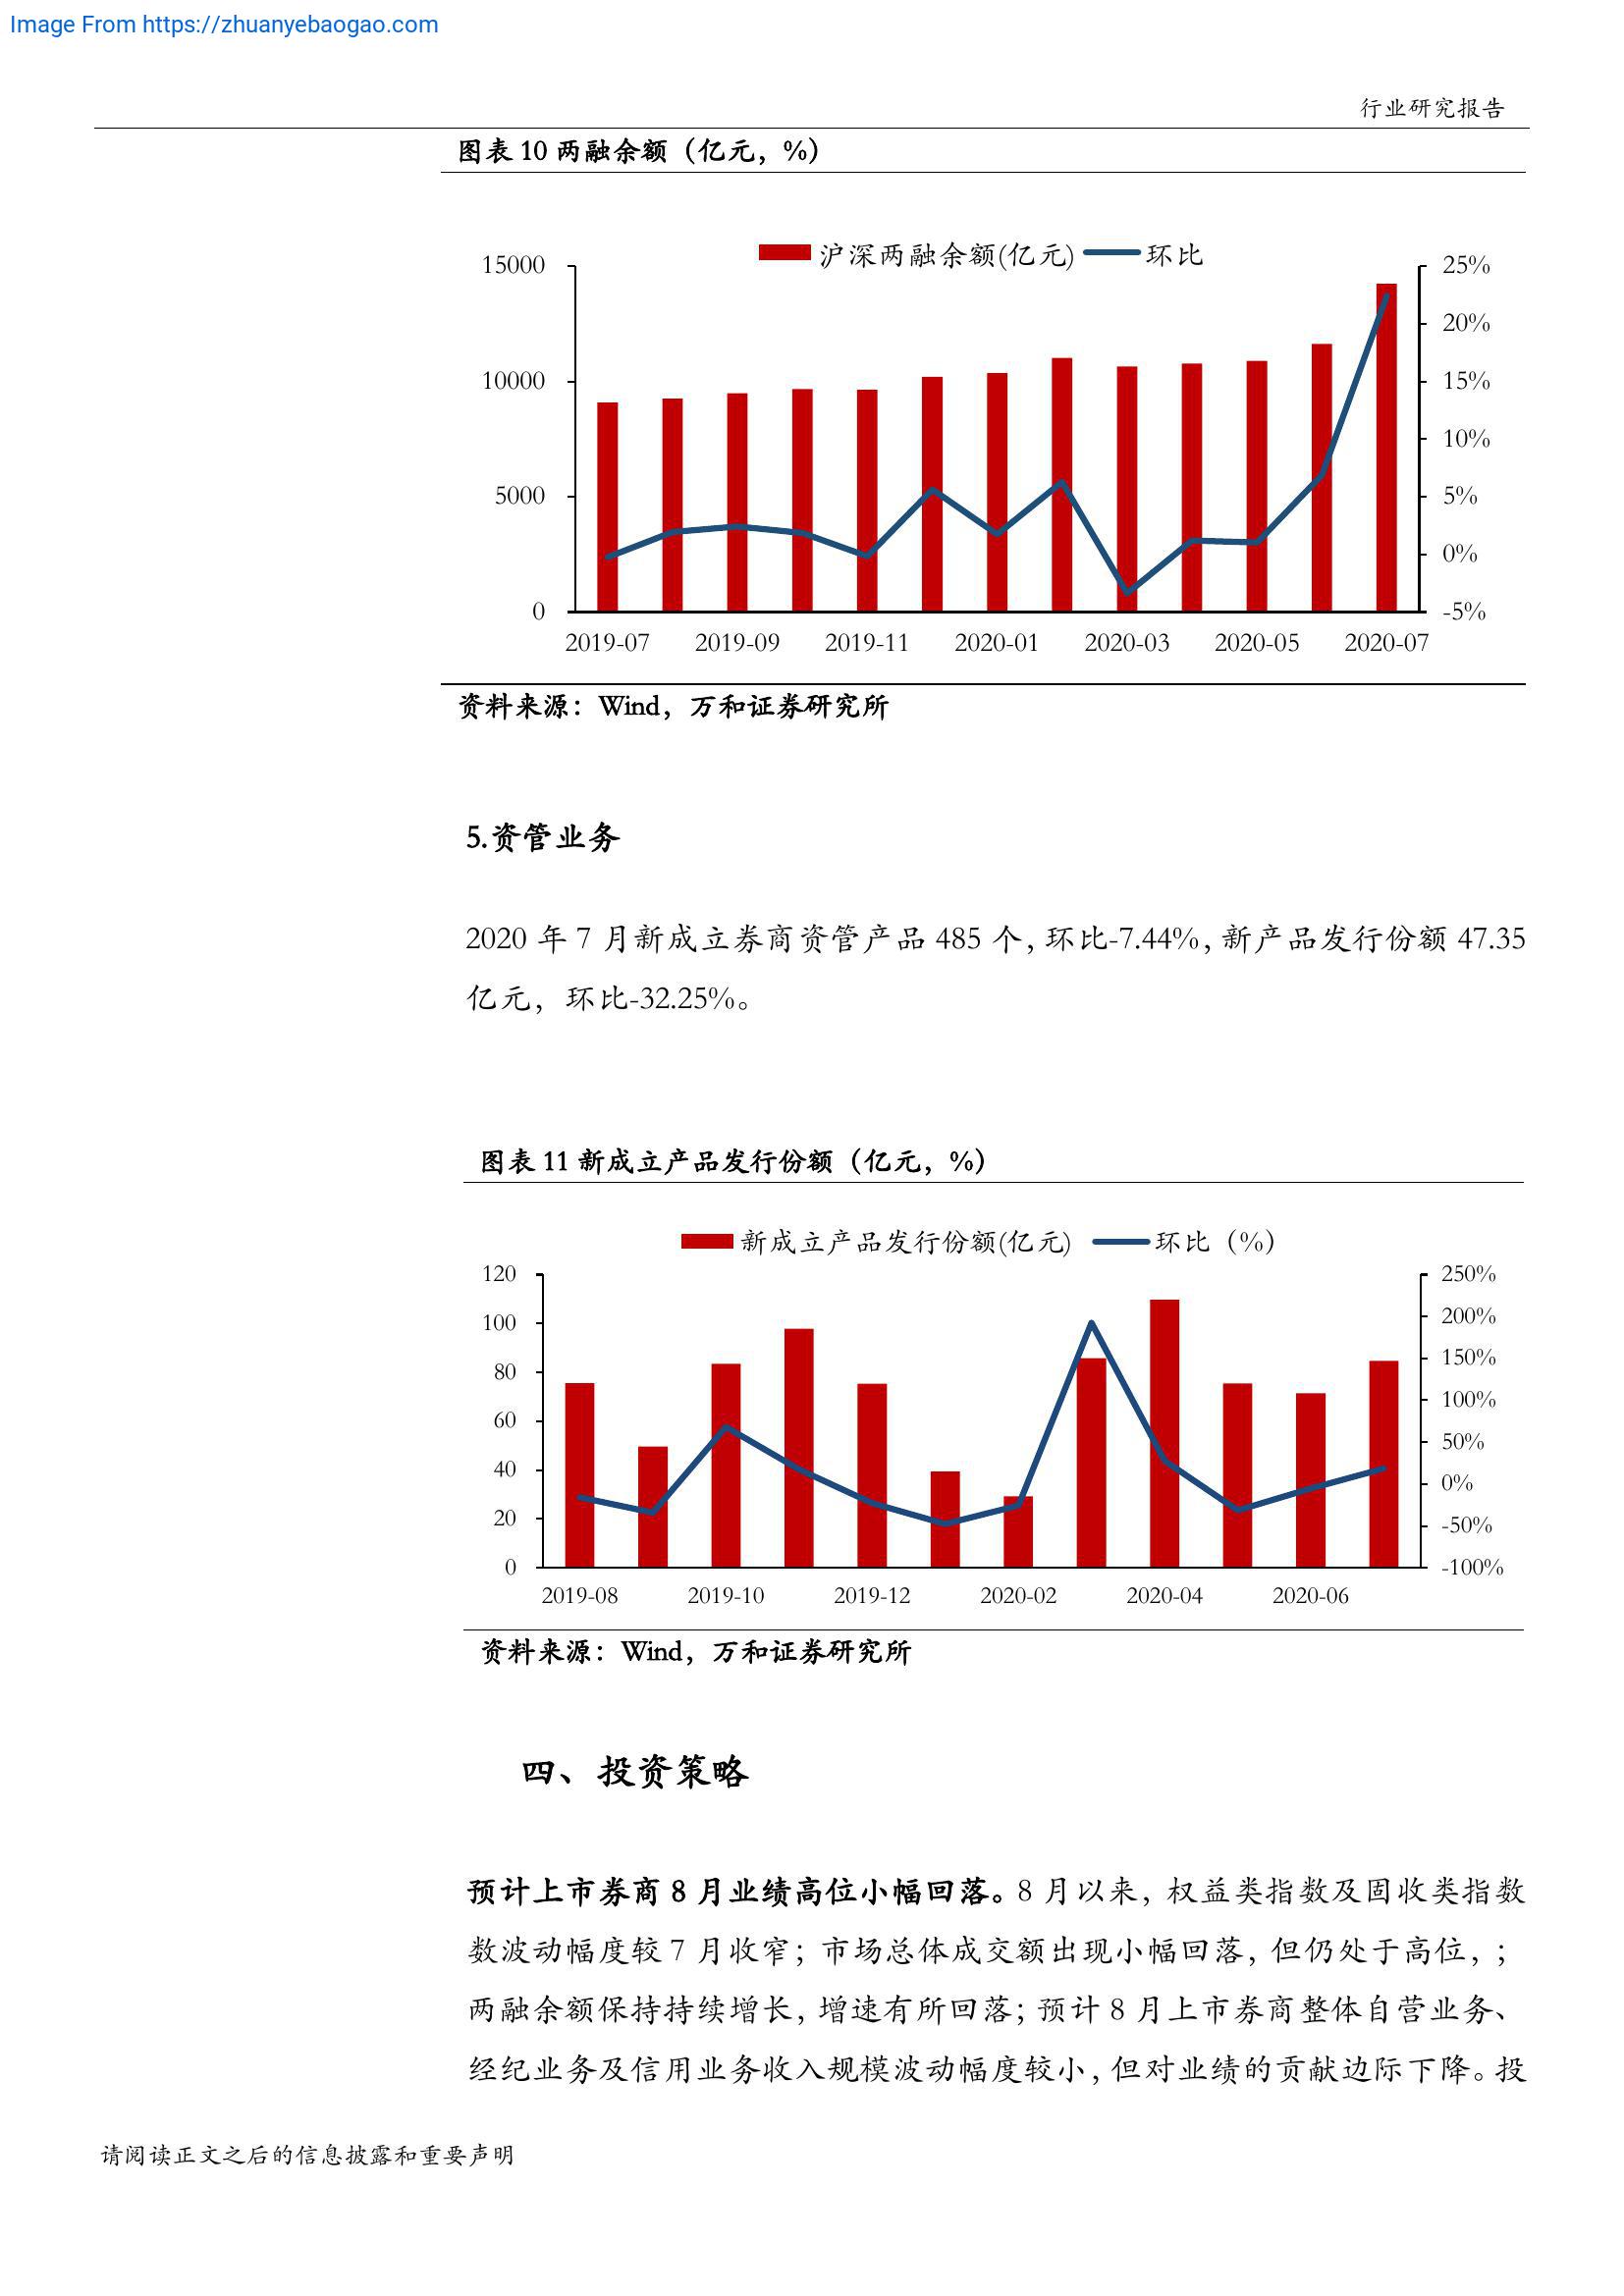 Image From https://zhuanyebaogao.com
行业研究报告
图表 10 两融余额（亿元，%）
沪深两融余额(亿元) 环比
15000
10000
5000
0
25%
20%
15%
10%
5%
0%
-5%
2019-07 2019-09 2019-11 2020-01 2020-03 2020-05 2020-07
资料来源：Wind，万和证券研究所
5.资管业务
2020 年 7 月新成立券商资管产品 485 个，环比-7.44%，新产品发行份额 47.35
亿元，环比-32.25%。
图表 11 新成立产品发行份额（亿元，%）
新成立产品发行份额(亿元) 环比（%）
120
100
80
60
40
20
0
250%
200%
150%
100%
50%
0%
-50%
-100%
2019-08 2019-10 2019-12 2020-02 2020-04 2020-06
资料来源：Wind，万和证券研究所
四、投资策略
预计上市券商 8 月业绩高位小幅回落。8 月以来，权益类指数及固收类指数
数波动幅度较 7 月收窄；市场总体成交额出现小幅回落，但仍处于高位，；
两融余额保持持续增长，增速有所回落；预计 8 月上市券商整体自营业务、
经纪业务及信用业务收入规模波动幅度较小，但对业绩的贡献边际下降。投
请阅读正文之后的信息披露和重要声明